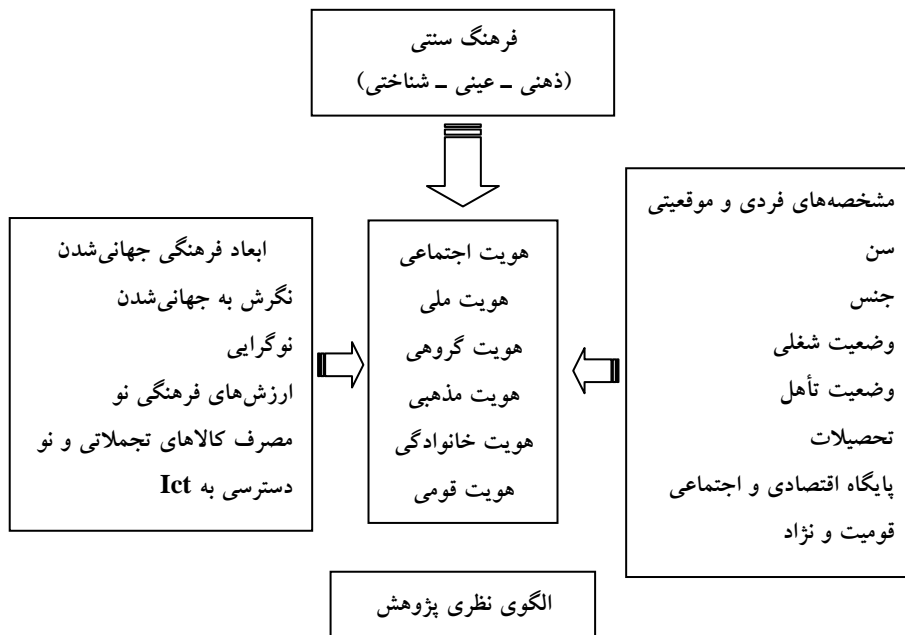 فرهنگ سنتی
(ذهنی ـ عینی ـ شناختی)
مشخصه‌های فردی و موقعیتی
سن
جنس
وضعیت شغلی
وضعیت تأهل
تحصیلات
پایگاه اقتصادی و اجتماعی
قومیت و نژاد
هویت اجتماعی
هویت ملی
هویت گروهی
هویت مذهبی
هویت خانوادگی
هویت قومی
ابعاد فرهنگی جهانی‌شدن
نگرش به جهانی‌شدن
نوگرایی
ارزش‌های فرهنگی نو
مصرف کالاهای تجملاتی و نو
دسترسی به Ict
الگوی نظری پژوهش